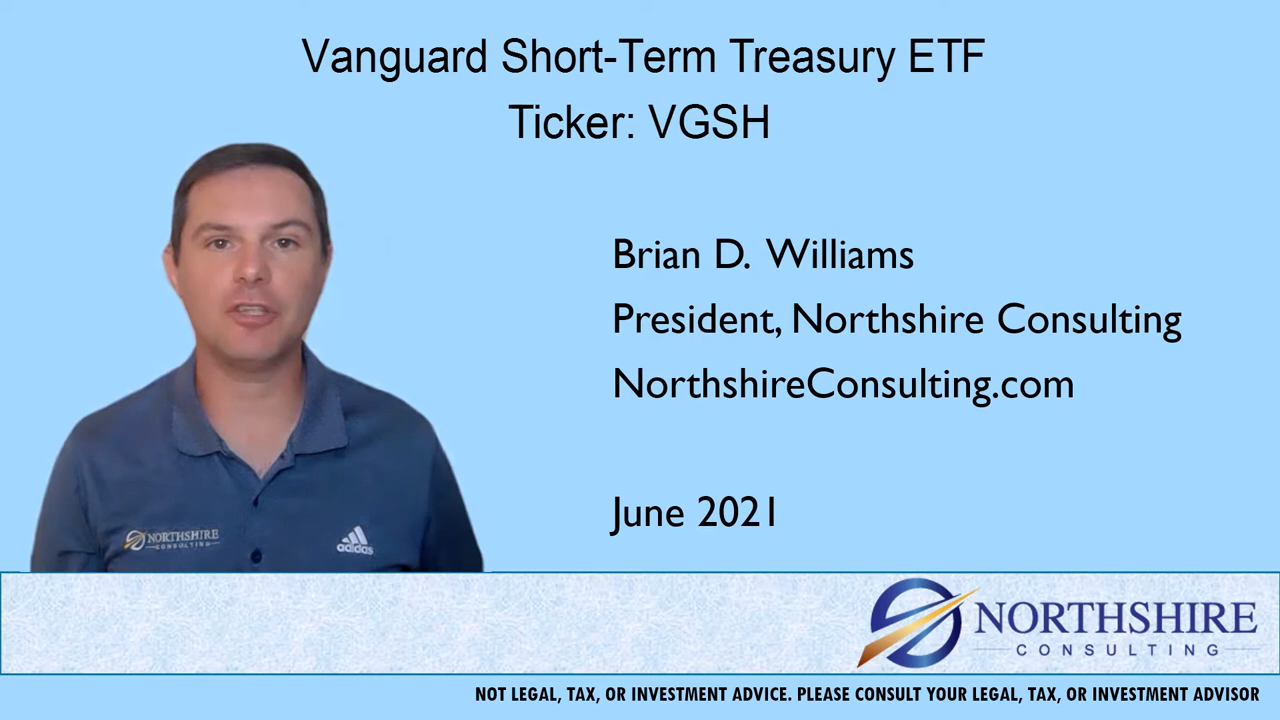 Vanguard Short-Term Treasury ETF
Ticker: VGSH
Brian D. Williams
President, Northshire Consulting
NorthshireConsulting.com
June 2021
NORTHSHIRE
CONSULTING
adidas
NORTHSHIRE
CONSULTING
NOT LEGAL, TAX, OR INVESTMENT ADVICE. PLEASE CONSULT YOUR LEGAL, TAX, OR INVESTMENT ADVISOR